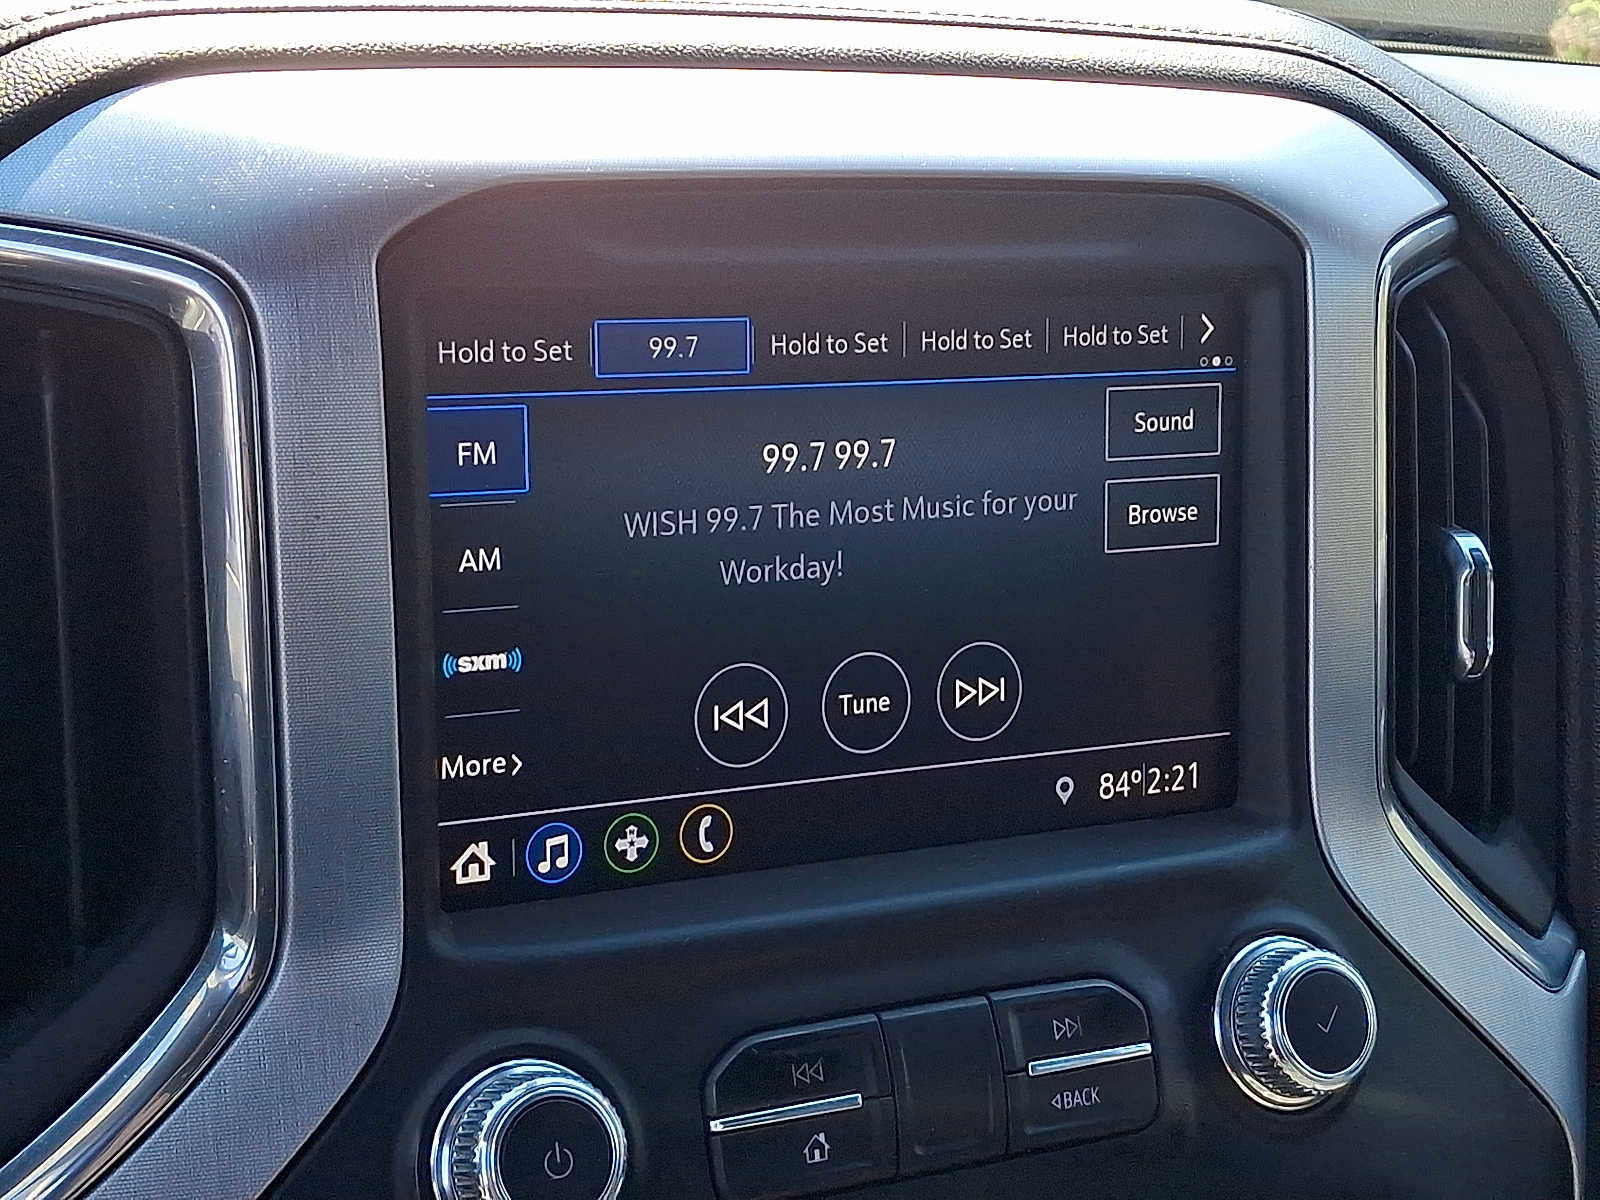 Hold to Set 99.7 Hold to Set Hold to Set Hold to Set
FM
99.7 99.7
Sound
WISH 99.7 The Most Music for your
Workday!
Browse
AM
sxm
Tune
More
84° 2:21
BACK